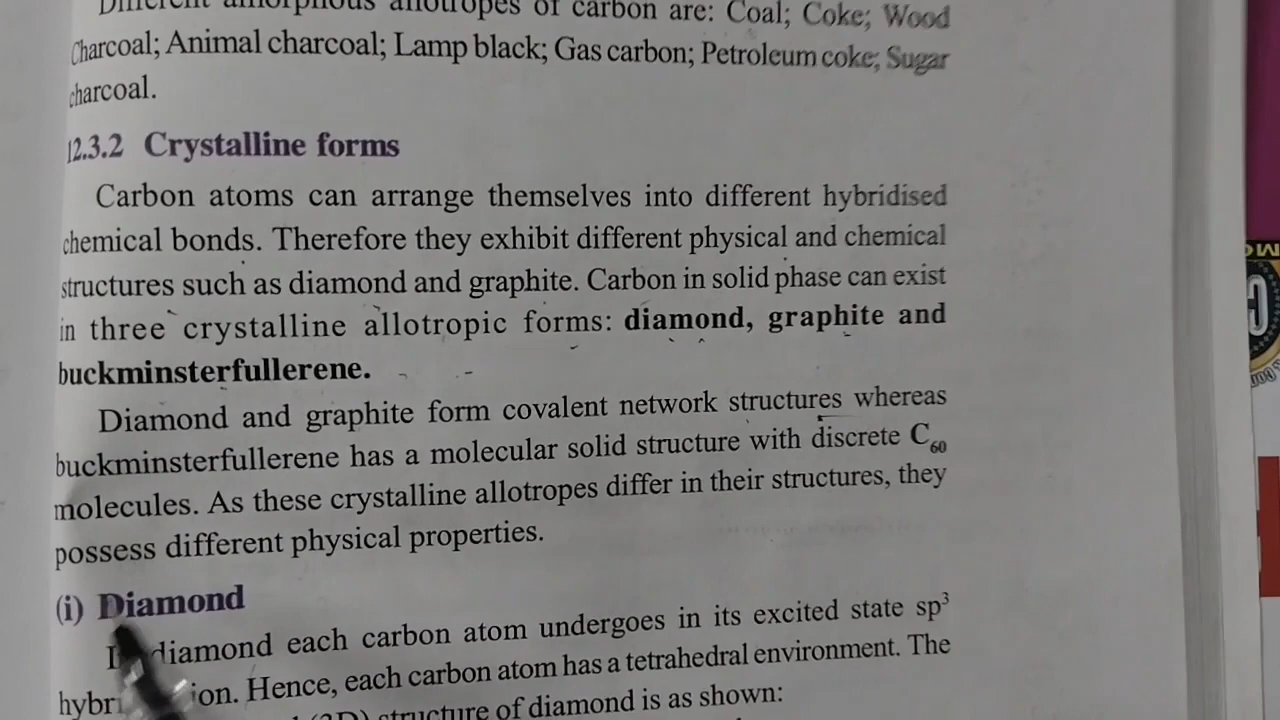 Different amorphous allotropes of carbon are: Coal; Coke; Wood
Charcoal; Animal charcoal; Lamp black; Gas carbon; Petroleum coke; Sugar
charcoal.
12.3.2 Crystalline forms
Carbon atoms can arrange themselves into different hybridised
chemical bonds. Therefore they exhibit different physical and chemical
structures such as diamond and graphite. Carbon in solid phase can exist
in three crystalline allotropic forms: diamond, graphite and
buckminsterfullerene.
Diamond and graphite form covalent network structures whereas
buckminsterfullerene has a molecular solid structure with discrete C₆₀
molecules. As these crystalline allotropes differ in their structures, they
possess different physical properties.
(i) Diamond
diamond each carbon atom undergoes in its excited state sp³
Hence, each carbon atom has a tetrahedral environment. The
structure of diamond is as shown: